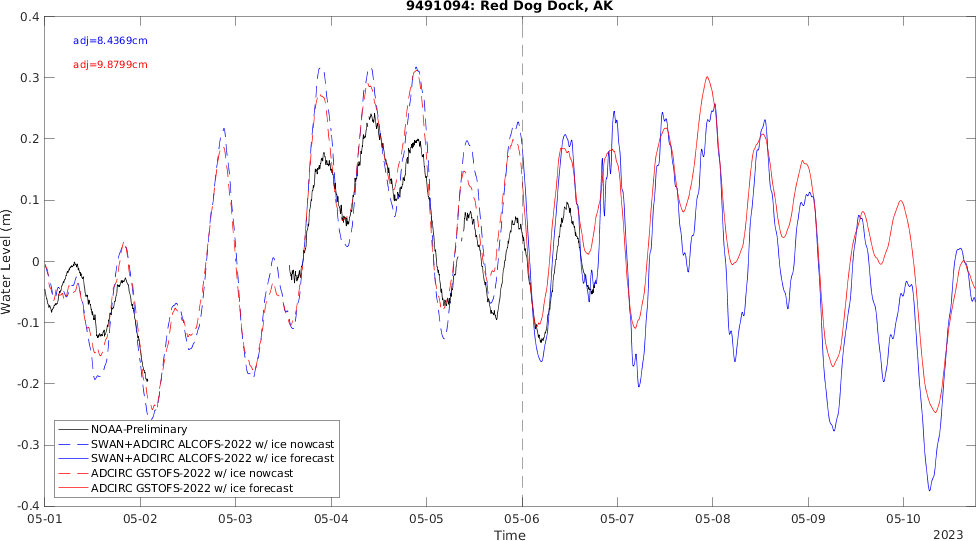 9491094: Red Dog Dock, AK
adj=8.4369cm
adj=9.8799cm
Water Level (m)
0.4
0.3
0.2
0.1
0
-0.1
-0.2
-0.3
-0.4
NOAA-Preliminary
SWAN+ADCIRC ALCOFS-2022 w/ ice nowcast
SWAN+ADCIRC ALCOFS-2022 w/ ice forecast
ADCIRC GSTOFS-2022 w/ ice nowcast
ADCIRC GSTOFS-2022 w/ ice forecast
05-01 05-02 05-03 05-04 05-05 05-06 05-07 05-08 05-09 05-10
Time
2023